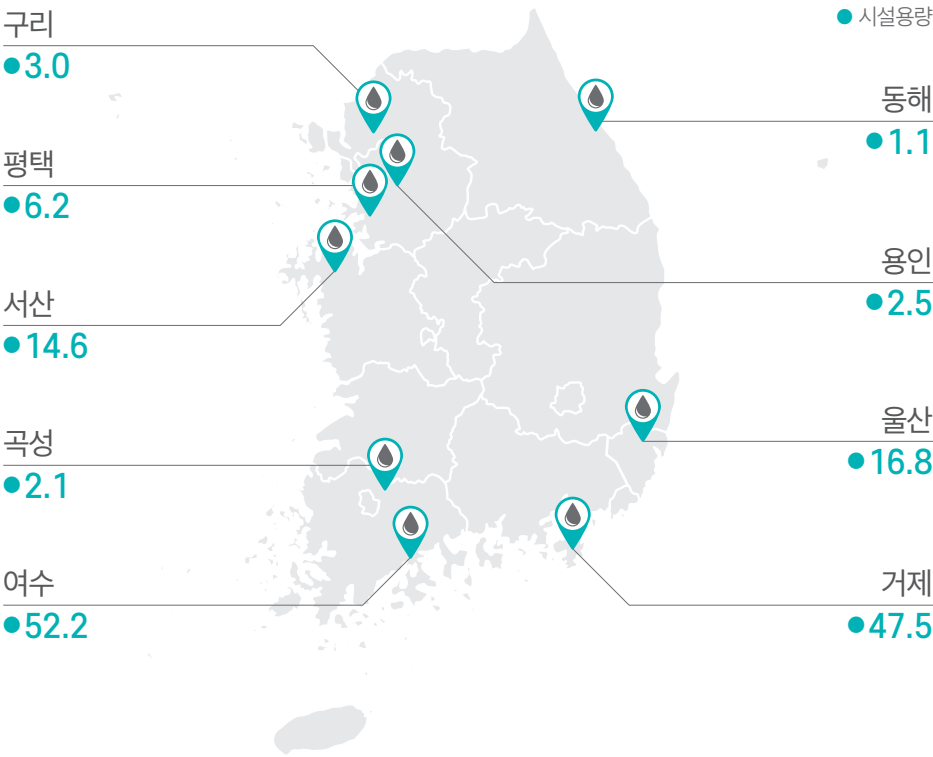 ● 시설용량
구리
●3.0
평택
●6.2
서산
●14.6
곡성
●2.1
여수
●52.2
동해
●1.1
용인
●2.5
울산
●16.8
거제
●47.5